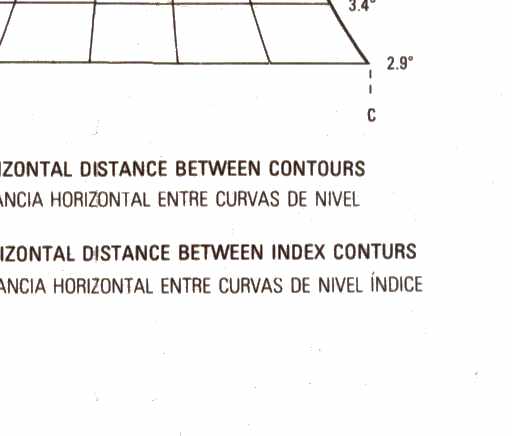 3.4°
2.9°
C
IZONTAL DISTANCE BETWEEN CONTOURS
ANCIA HORIZONTAL ENTRE CURVAS DE NIVEL
IZONTAL DISTANCE BETWEEN INDEX CONTURS
ANCIA HORIZONTAL ENTRE CURVAS DE NIVEL ÍNDICE